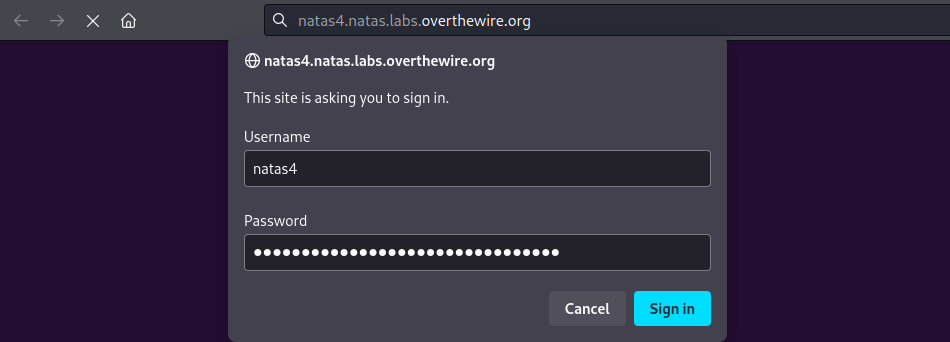 natas4.natas.labs.overthewire.org
natas4.natas.labs.overthewire.org
This site is asking you to sign in.
Username
natas4
Password
••••••••••••••••••••••••••••••••
Cancel Sign in